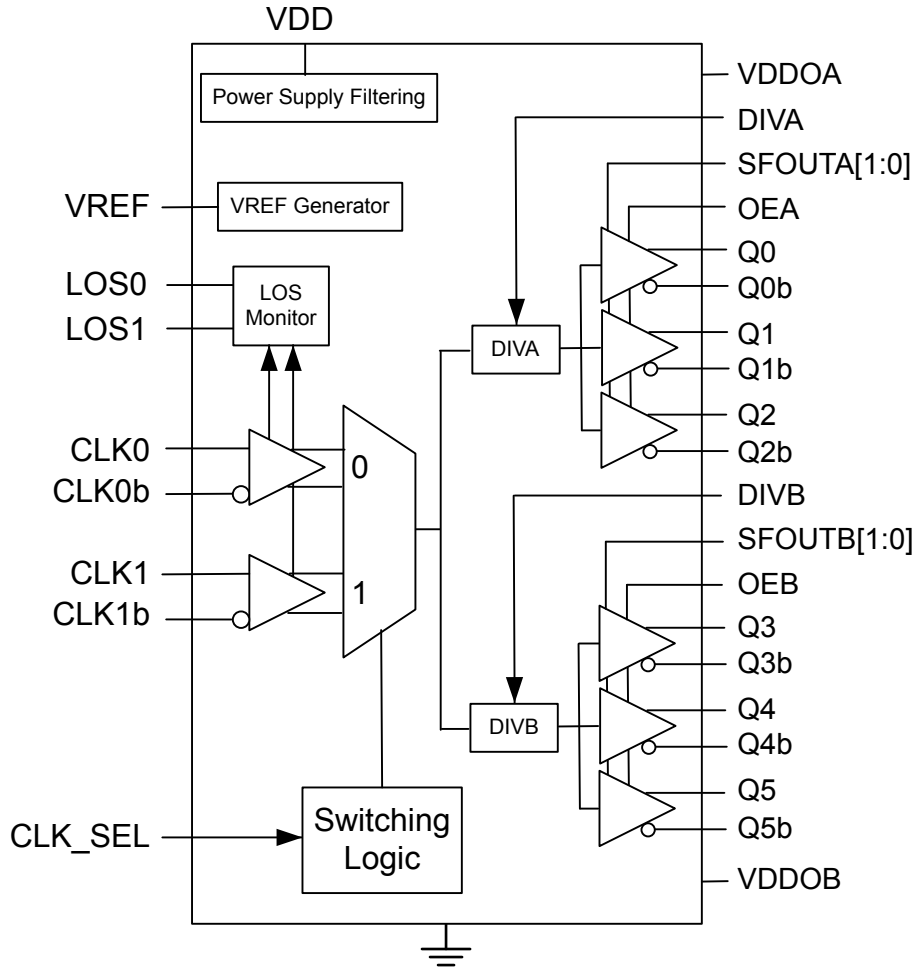 VDD
Power Supply Filtering
VREF
VREF Generator
LOS0
LOS1
LOS
Monitor
CLK0
CLK0b
CLK1
CLK1b
0
1
CLK_SEL
Switching
Logic
DIVA
DIVB
VDDOA
DIVA
SFOUTA[1:0]
OEA
Q0
Q0b
Q1
Q1b
Q2
Q2b
DIVB
SFOUTB[1:0]
OEB
Q3
Q3b
Q4
Q4b
Q5
Q5b
VDDOB